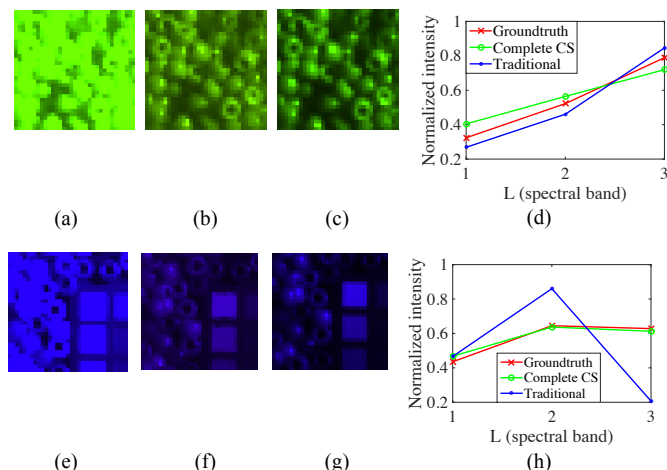 1
0.8
0.6
0.4
0.2
Normalized intensity
Groundtruth
Complete CS
Traditional
1 2 3
L (spectral band)
(a) (b) (c) (d)
1
0.8
0.6
0.4
0.2
Normalized intensity
Groundtruth
Complete CS
Traditional
1 2 3
L (spectral band)
(e) (f) (g) (h)